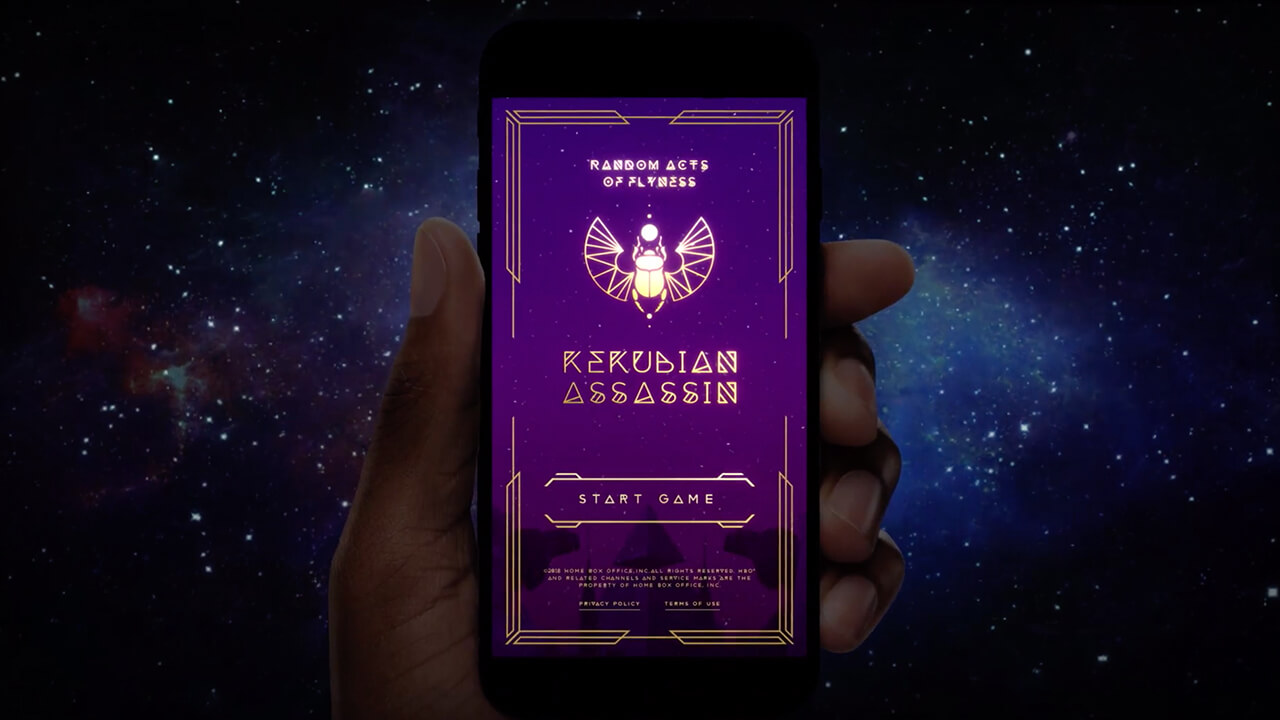 RANDOM ACTS
OF FLYNESS
KEKUBIAN
ASSASSIN
START GAME
©2018 HOME BOX OFFICE, INC. ALL RIGHTS RESERVED. HBO®
AND RELATED CHANNELS AND SERVICE MARKS ARE THE
PROPERTY OF HOME BOX OFFICE, INC.
PRIVACY POLICY TERMS OF USE